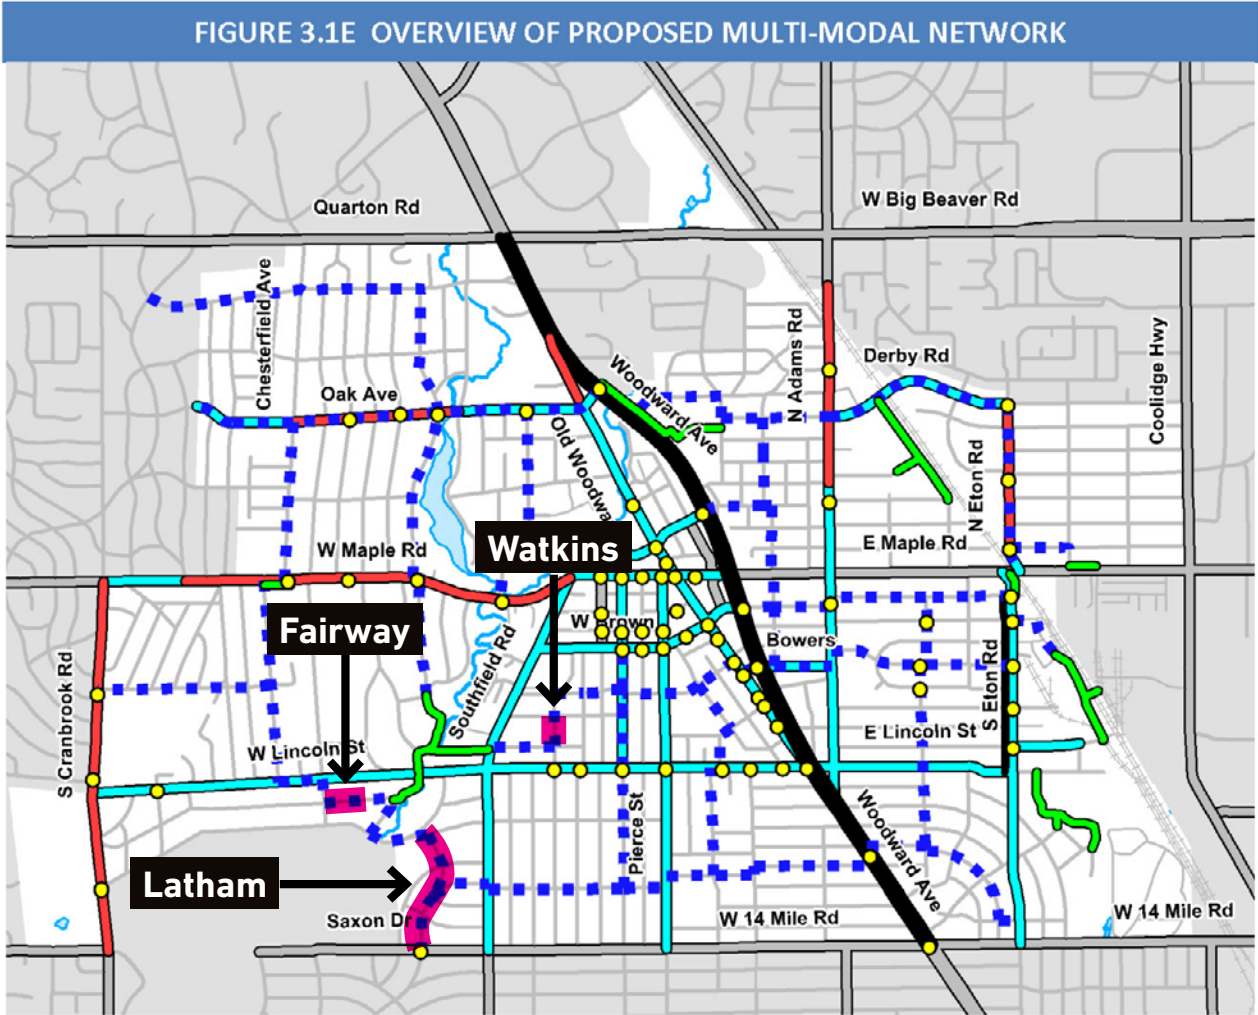 FIGURE 3.1E OVERVIEW OF PROPOSED MULTI-MODAL NETWORK
Quarton Rd
W Big Beaver Rd
Chesterfield Ave
N Adams Rd
Derby Rd
Coolidge Hwy
Woodward Ave
Oak Ave
Old Woodwa
N Eton Rd
W Maple Rd
Watkins
E Maple Rd
Fairway
W Brown
Bowers
S Cranbrook Rd
Southfield Rd
S Eton Rd
W Lincoln St
E Lincoln St
Pierce St
Woodward Ave
Latham
Saxon Dr
W 14 Mile Rd
W 14 Mile Rd